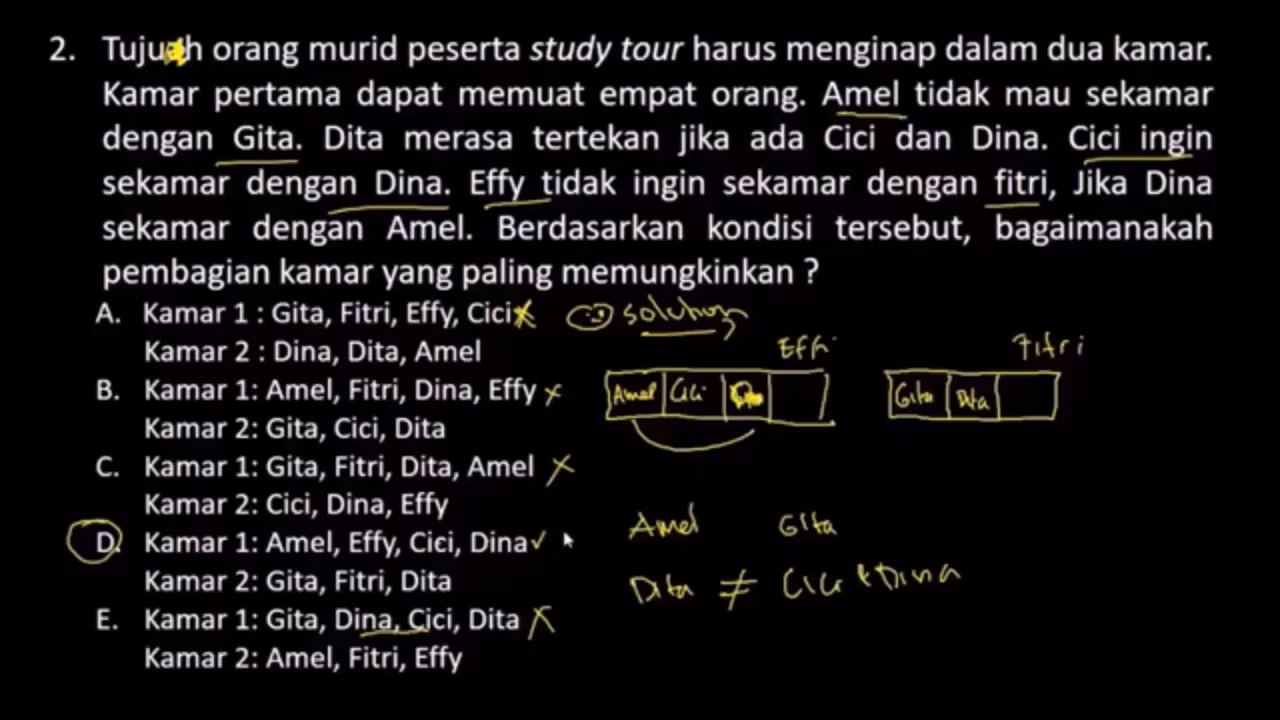 2. Tujuah orang murid peserta study tour harus menginap dalam dua kamar.
Kamar pertama dapat memuat empat orang. Amel tidak mau sekamar
dengan Gita. Dita merasa tertekan jika ada Cici dan Dina. Cici ingin
sekamar dengan Dina. Effy tidak ingin sekamar dengan fitri, Jika Dina
sekamar dengan Amel. Berdasarkan kondisi tersebut, bagaimanakah
pembagian kamar yang paling memungkinkan ?
A. Kamar 1 : Gita, Fitri, Effy, Cici
Kamar 2 : Dina, Dita, Amel
B. Kamar 1: Amel, Fitri, Dina, Effy
Kamar 2: Gita, Cici, Dita
C. Kamar 1: Gita, Fitri, Dita, Amel
Kamar 2: Cici, Dina, Effy
D. Kamar 1: Amel, Effy, Cici, Dina
Kamar 2: Gita, Fitri, Dita
E. Kamar 1: Gita, Dina, Cici, Dita
Kamar 2: Amel, Fitri, Effy
solution
Effi
Fitri
Amel Cici
Gita Dita
Amel Gita
Dita ≠ Cici & Dina